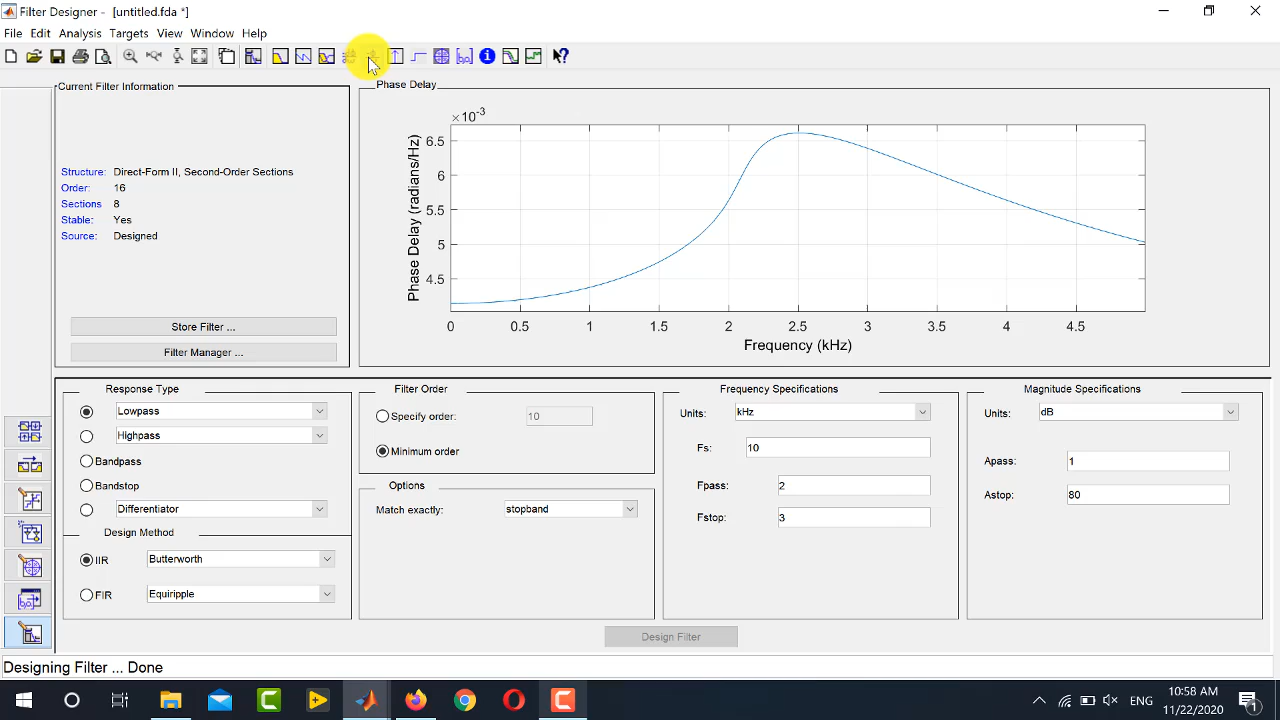 Filter Designer - [untitled.fda *]
File Edit Analysis Targets View Window Help
Current Filter Information
Structure: Direct-Form II, Second-Order Sections
Order: 16
Sections 8
Stable: Yes
Source: Designed
Store Filter ...
Filter Manager ...
Phase Delay
×10-3
Phase Delay (radians/Hz)
6.5
6
5.5
5
4.5
0 0.5 1 1.5 2 2.5 3 3.5 4 4.5
Frequency (kHz)
Response Type
Lowpass
Highpass
Bandpass
Bandstop
Differentiator
Design Method
IIR Butterworth
FIR Equiripple
Filter Order
Specify order: 10
Minimum order
Options
Match exactly: stopband
Frequency Specifications
Units: kHz
Fs: 10
Fpass: 2
Fstop: 3
Magnitude Specifications
Units: dB
Apass: 1
Astop: 80
Design Filter
Designing Filter ... Done
ENG
10:58 AM
11/22/2020
1